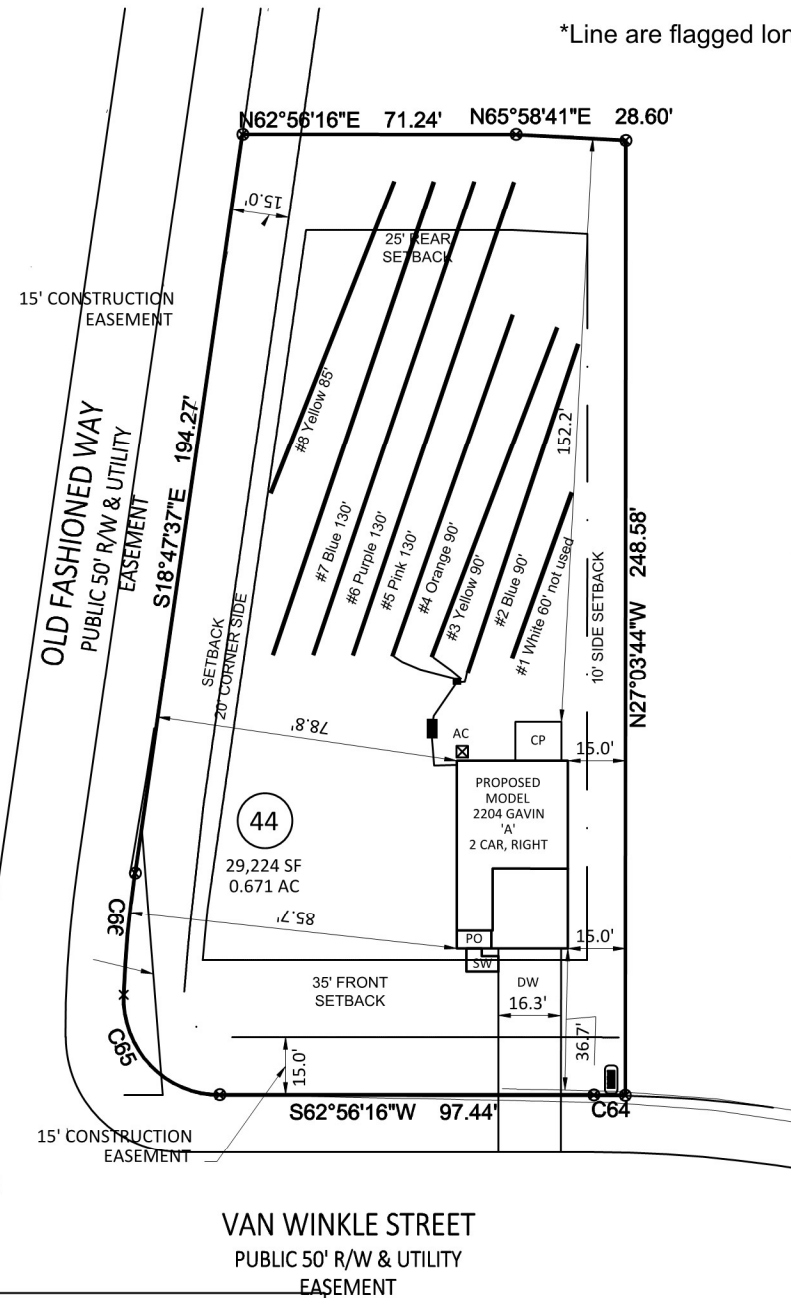 *Line are flagged lon
N62°56'16"E 71.24' N65°58'41"E 28.60'
15.0'
25' REAR
SETBACK
15' CONSTRUCTION
EASEMENT
OLD FASHIONED WAY
PUBLIC 50' R/W & UTILITY
EASEMENT
S18°47'37"E 194.27'
#8 Yellow 85'
#7 Blue 130'
#6 Purple 130'
#5 Pink 130'
#4 Orange 90'
#3 Yellow 90'
#2 Blue 90'
#1 White 60' not used
152.2'
10' SIDE SETBACK
N27°03'44"W 248.58'
SETBACK
20' CORNER SIDE
78.8'
AC
CP
15.0'
PROPOSED
MODEL
2204 GAVIN
'A'
2 CAR, RIGHT
44
29,224 SF
0.671 AC
C66
85.7'
PO
15.0'
SW
35' FRONT
SETBACK
DW
16.3'
36.7'
C65
15.0'
S62°56'16"W 97.44'
C64
15' CONSTRUCTION
EASEMENT
VAN WINKLE STREET
PUBLIC 50' R/W & UTILITY
EASEMENT